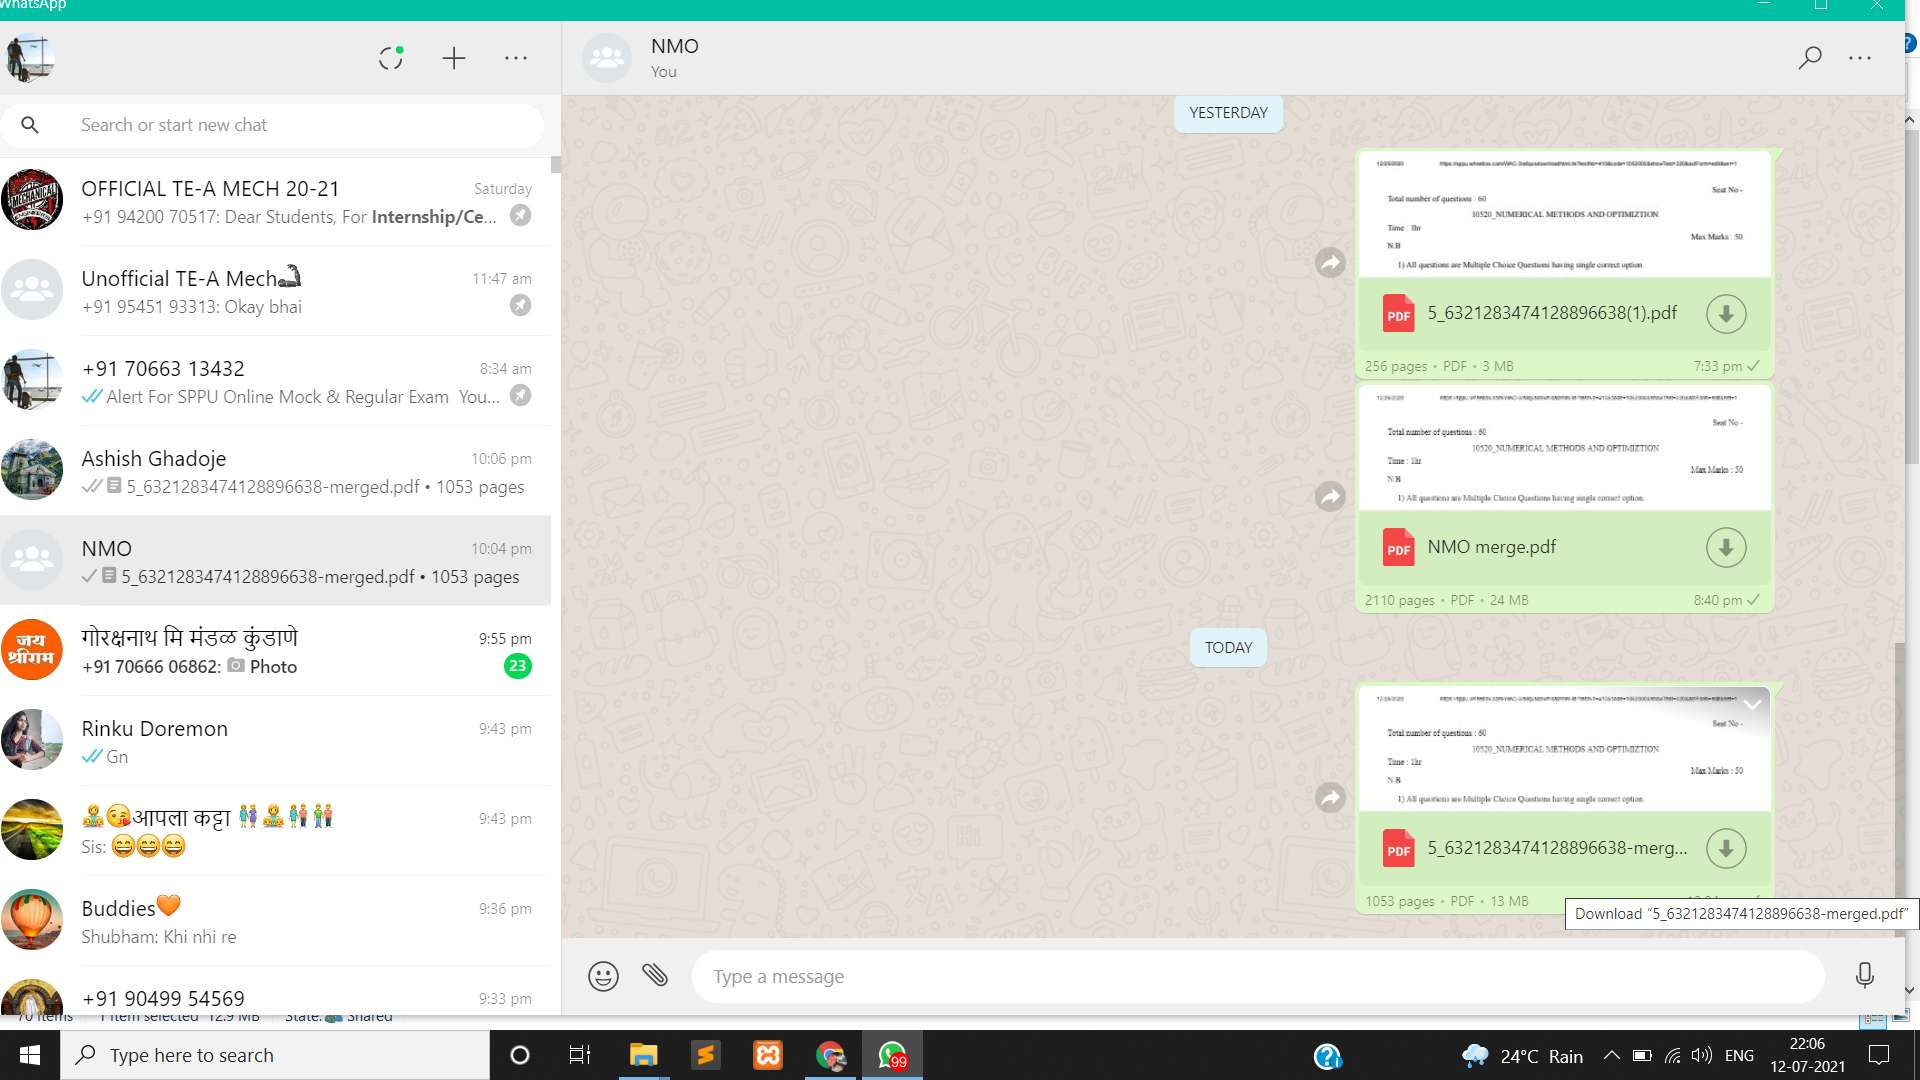 WhatsApp
NMO
You
Search or start new chat
OFFICIAL TE-A MECH 20-21
Saturday
+91 94200 70517: Dear Students, For Internship/Ce...
Unofficial TE-A Mech
11:47 am
+91 95451 93313: Okay bhai
+91 70663 13432
8:34 am
Alert For SPPU Online Mock & Regular Exam You...
Ashish Ghadoje
10:06 pm
5_6321283474128896638-merged.pdf • 1053 pages
NMO
10:04 pm
5_6321283474128896638-merged.pdf • 1053 pages
जय
श्रीराम
गोरक्षनाथ मि मंडळ कुंडाणे
9:55 pm
+91 70666 06862: 📷 Photo
23
Rinku Doremon
9:43 pm
Gn
👩‍👦😘आपला कट्टा 👭👩‍👦👫👬
9:43 pm
Sis: 😄😄😄
Buddies🧡
9:36 pm
Shubham: Khi nhi re
+91 90499 54569
9:33 pm
YESTERDAY
Seat No -
Total number of questions : 60
10520_NUMERICAL METHODS AND OPTIMIZTION
Time : 1hr
Max Marks : 50
N.B
1) All questions are Multiple Choice Questions having single correct option.
PDF
5_6321283474128896638(1).pdf
256 pages • PDF • 3 MB
7:33 pm
Seat No -
Total number of questions : 60
10520_NUMERICAL METHODS AND OPTIMIZTION
Time : 1hr
Max Marks : 50
N.B
1) All questions are Multiple Choice Questions having single correct option.
PDF
NMO merge.pdf
2110 pages • PDF • 24 MB
8:40 pm
TODAY
Seat No -
Total number of questions : 60
10520_NUMERICAL METHODS AND OPTIMIZTION
Time : 1hr
Max Marks : 50
N.B
1) All questions are Multiple Choice Questions having single correct option.
PDF
5_6321283474128896638-merg...
1053 pages • PDF • 13 MB
Download "5_6321283474128896638-merged.pdf"
Type a message
70 items 1 item selected 12.9 MB State: Shared
Type here to search
99
24°C Rain
ENG
22:06
12-07-2021